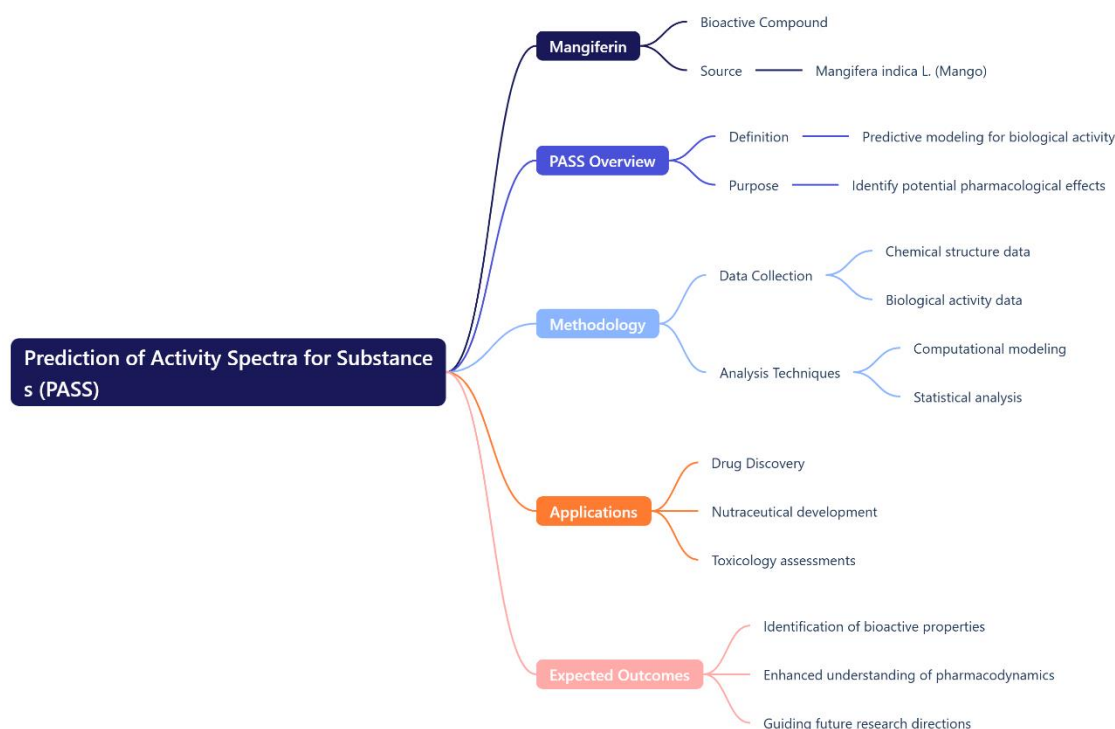 Mangiferin
Bioactive Compound
Source
Mangifera indica L. (Mango)
PASS Overview
Definition
Predictive modeling for biological activity
Purpose
Identify potential pharmacological effects
Prediction of Activity Spectra for Substance
s (PASS)
Methodology
Data Collection
Chemical structure data
Biological activity data
Analysis Techniques
Computational modeling
Statistical analysis
Applications
Drug Discovery
Nutraceutical development
Toxicology assessments
Expected Outcomes
Identification of bioactive properties
Enhanced understanding of pharmacodynamics
Guiding future research directions